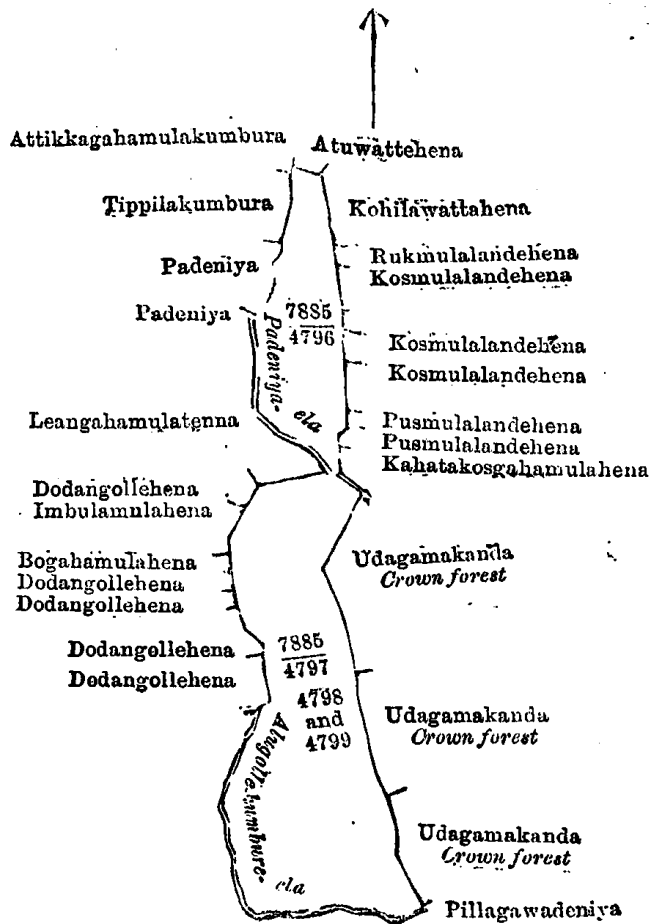 Attikkagahamulakumbura
Atuwattehena
Tippilakumbura
Kohilawattahena
Padeniya
Rukmulalandehena
Kosmulalandehena
Padeniya
7885
4796
Padeniya-
ela
Kosmulalandehena
Kosmulalandehena
Leangahamulatenna
Pusmulalandehena
Pusmulalandehena
Kahatakosgahamulahena
Dodangollehena
Imbulamulahena
Bogahamulahena
Dodangollehena
Dodangollehena
Udagamakanda
Crown forest
Dodangollehena
Dodangollehena
7885
4797
4798
and
4799
Udagamakanda
Crown forest
Alugollekumbure-
ela
Udagamakanda
Crown forest
Pillagawadeniya